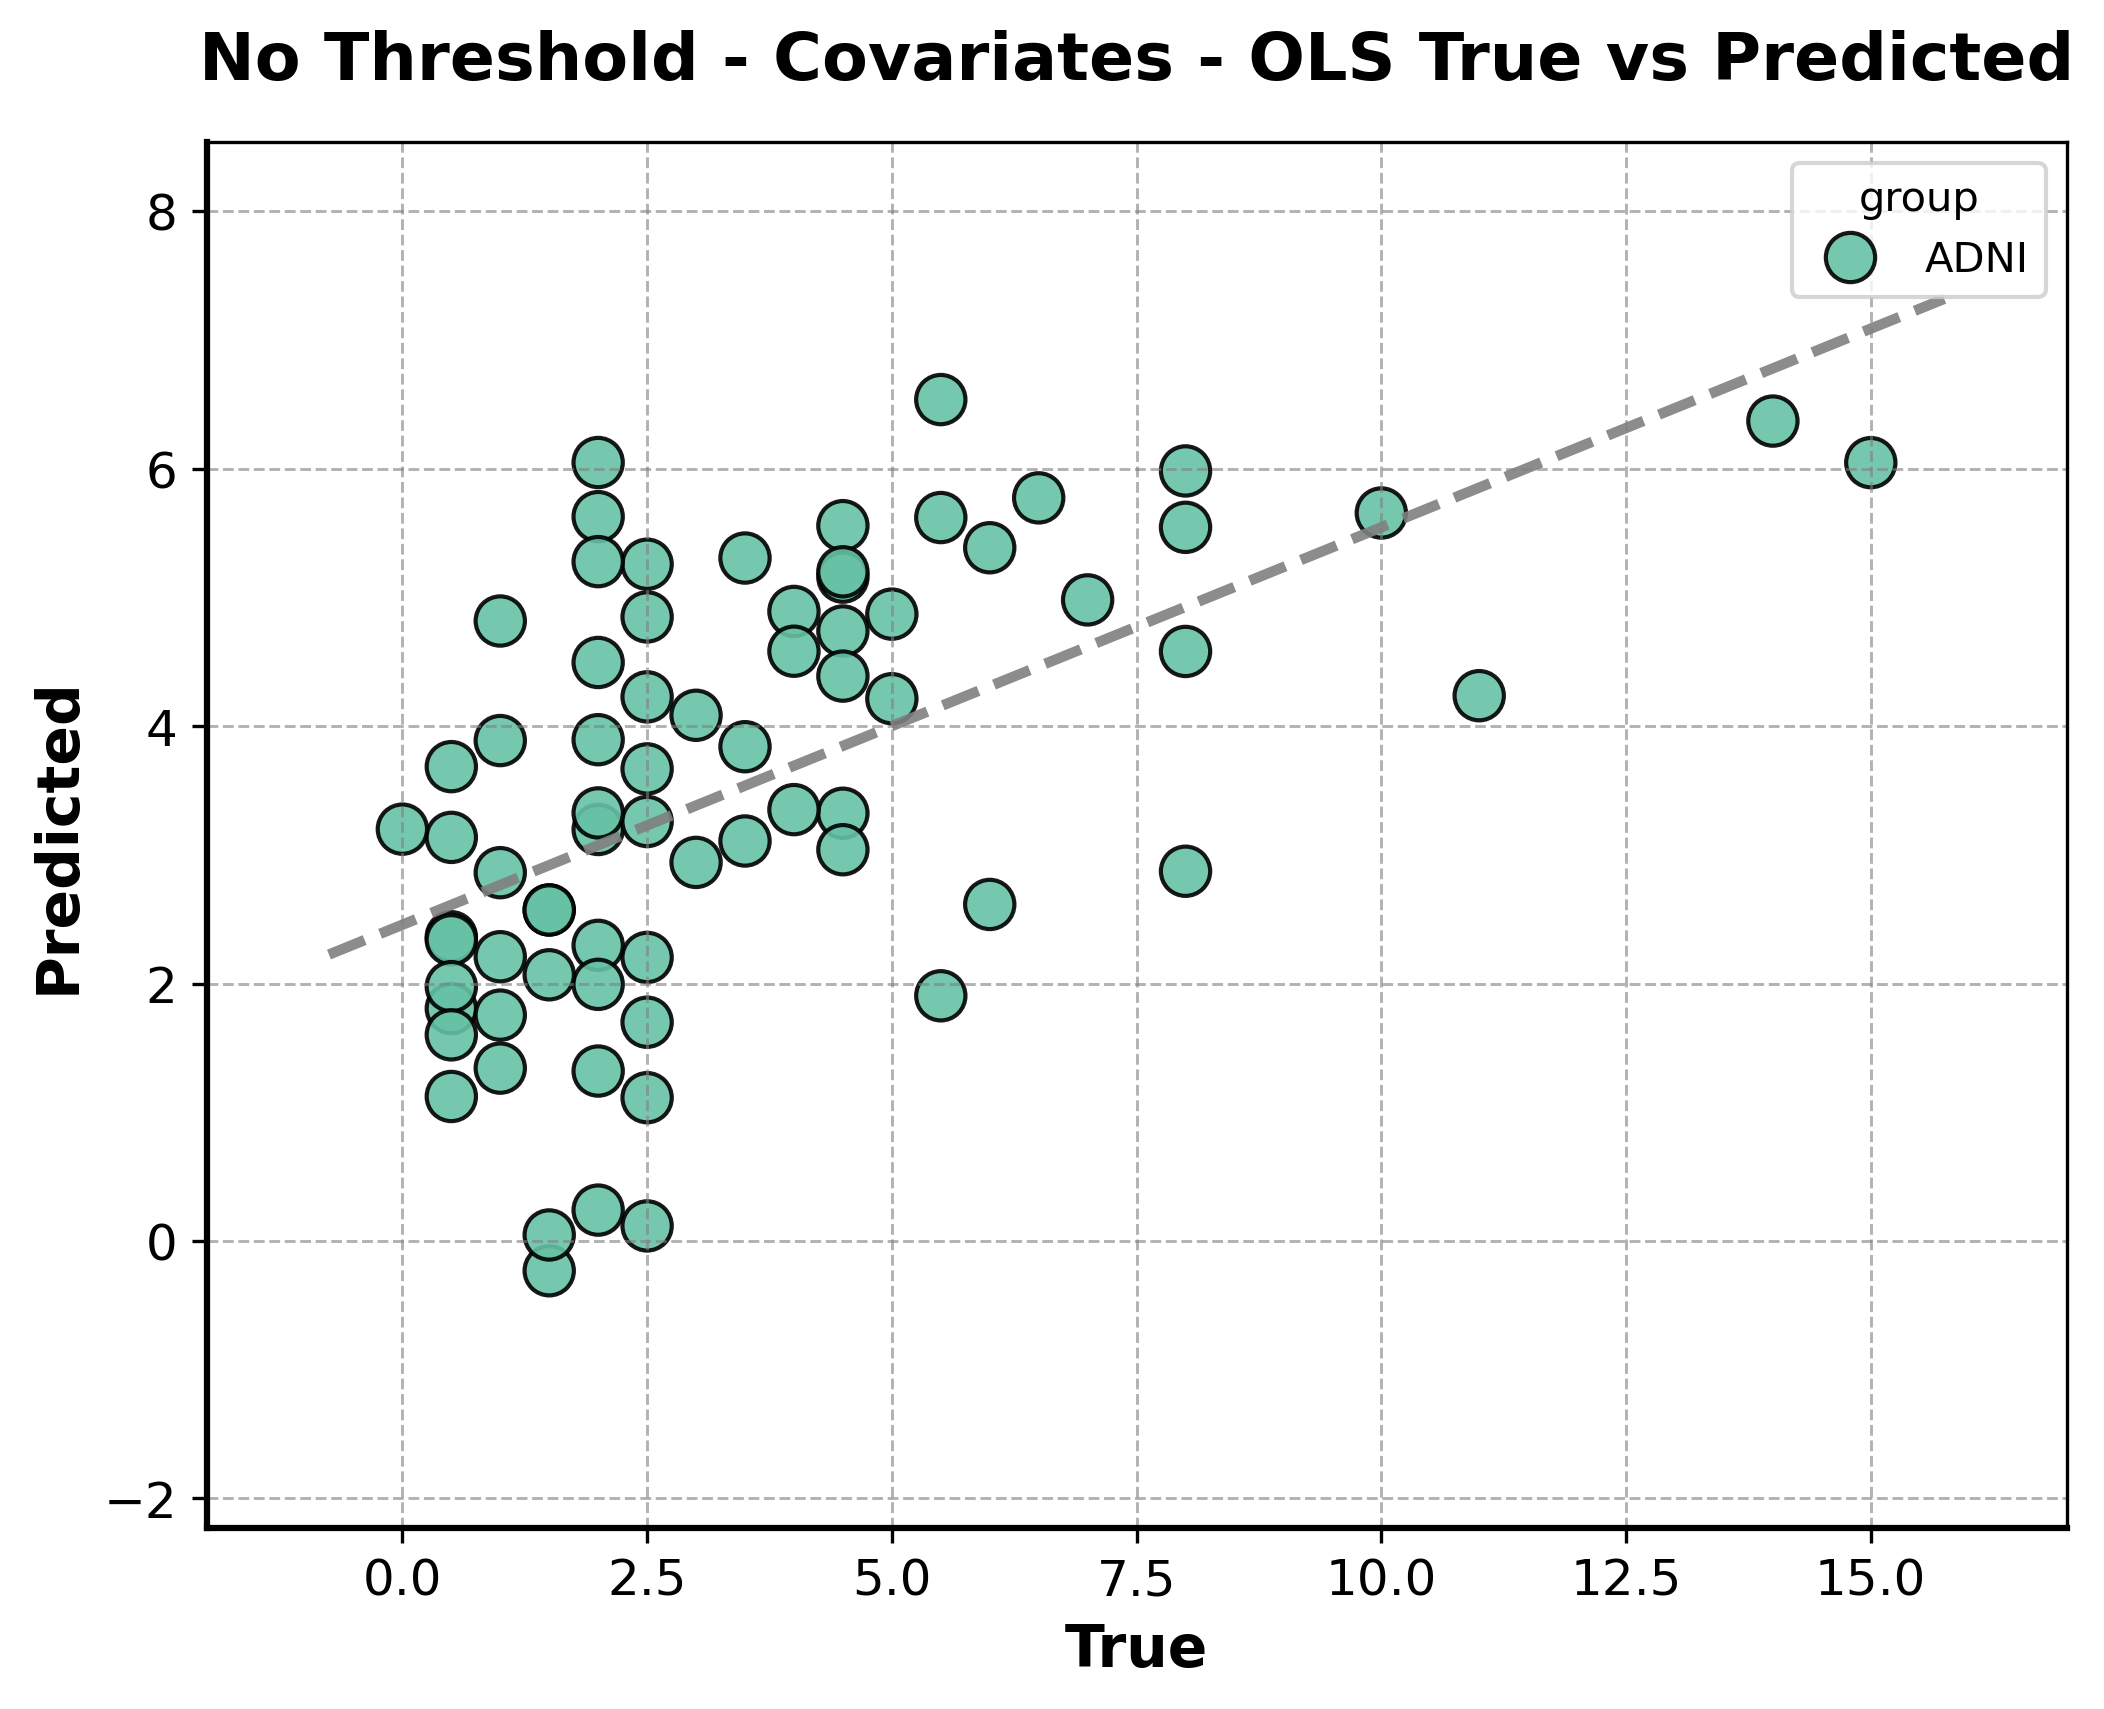 No Threshold - Covariates - OLS True vs Predicted
group
ADNI
8
6
4
2
0
−2
Predicted
0.0 2.5 5.0 7.5 10.0 12.5 15.0
True